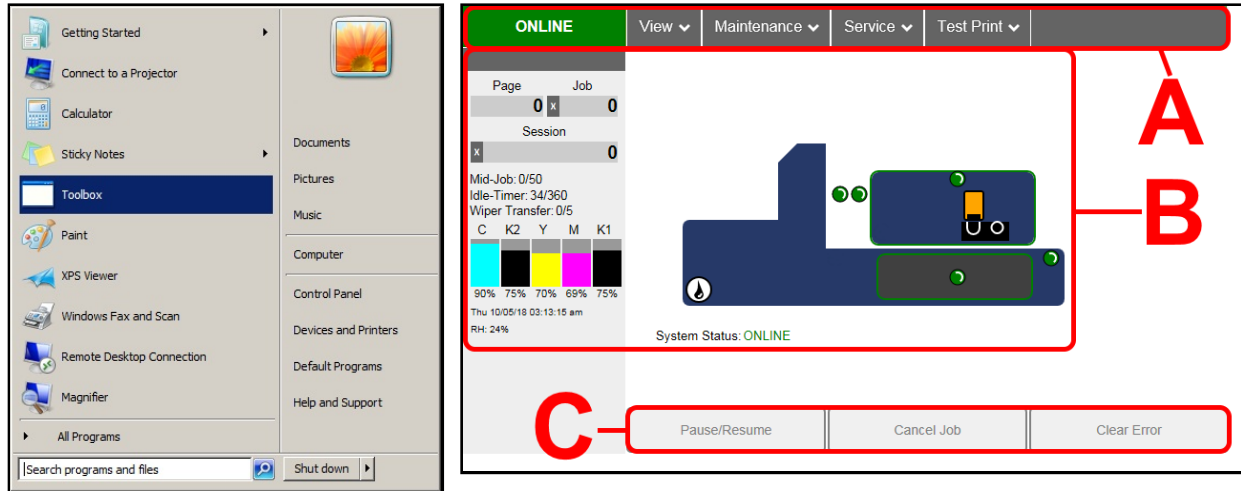 Getting Started
Connect to a Projector
Calculator
Sticky Notes
Toolbox
Paint
XPS Viewer
Windows Fax and Scan
Remote Desktop Connection
Magnifier
All Programs
Search programs and files
Documents
Pictures
Music
Computer
Control Panel
Devices and Printers
Default Programs
Help and Support
Shut down
ONLINE View Maintenance Service Test Print
A
Page Job
0 x 0
Session
x 0
Mid-Job: 0/50
Idle-Timer: 34/360
Wiper Transfer: 0/5
C K2 Y M K1
90% 75% 70% 69% 75%
Thu 10/05/18 03:13:15 am
RH: 24%
System Status: ONLINE
B
C
Pause/Resume Cancel Job Clear Error